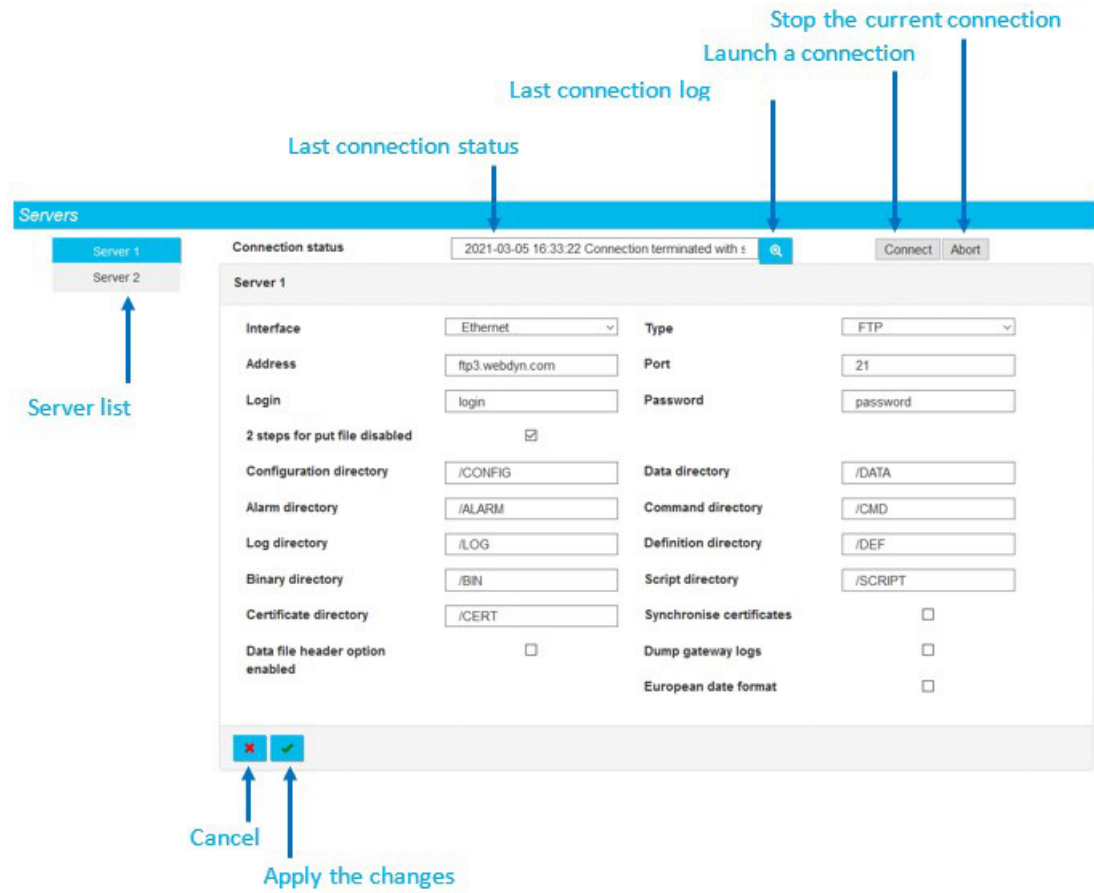 Stop the current connection
Launch a connection
Last connection log
Last connection status
Servers
Server 1
Server 2
Connection status
2021-03-05 16:33:22 Connection terminated with s
Connect
Abort
Server 1
Interface
Ethernet
Type
FTP
Address
ftp3.webdyn.com
Port
21
Login
login
Password
password
2 steps for put file disabled
Configuration directory
/CONFIG
Data directory
/DATA
Alarm directory
/ALARM
Command directory
/CMD
Log directory
/LOG
Definition directory
/DEF
Binary directory
/BIN
Script directory
/SCRIPT
Certificate directory
/CERT
Synchronise certificates
Data file header option
enabled
Dump gateway logs
European date format
Server list
Cancel
Apply the changes